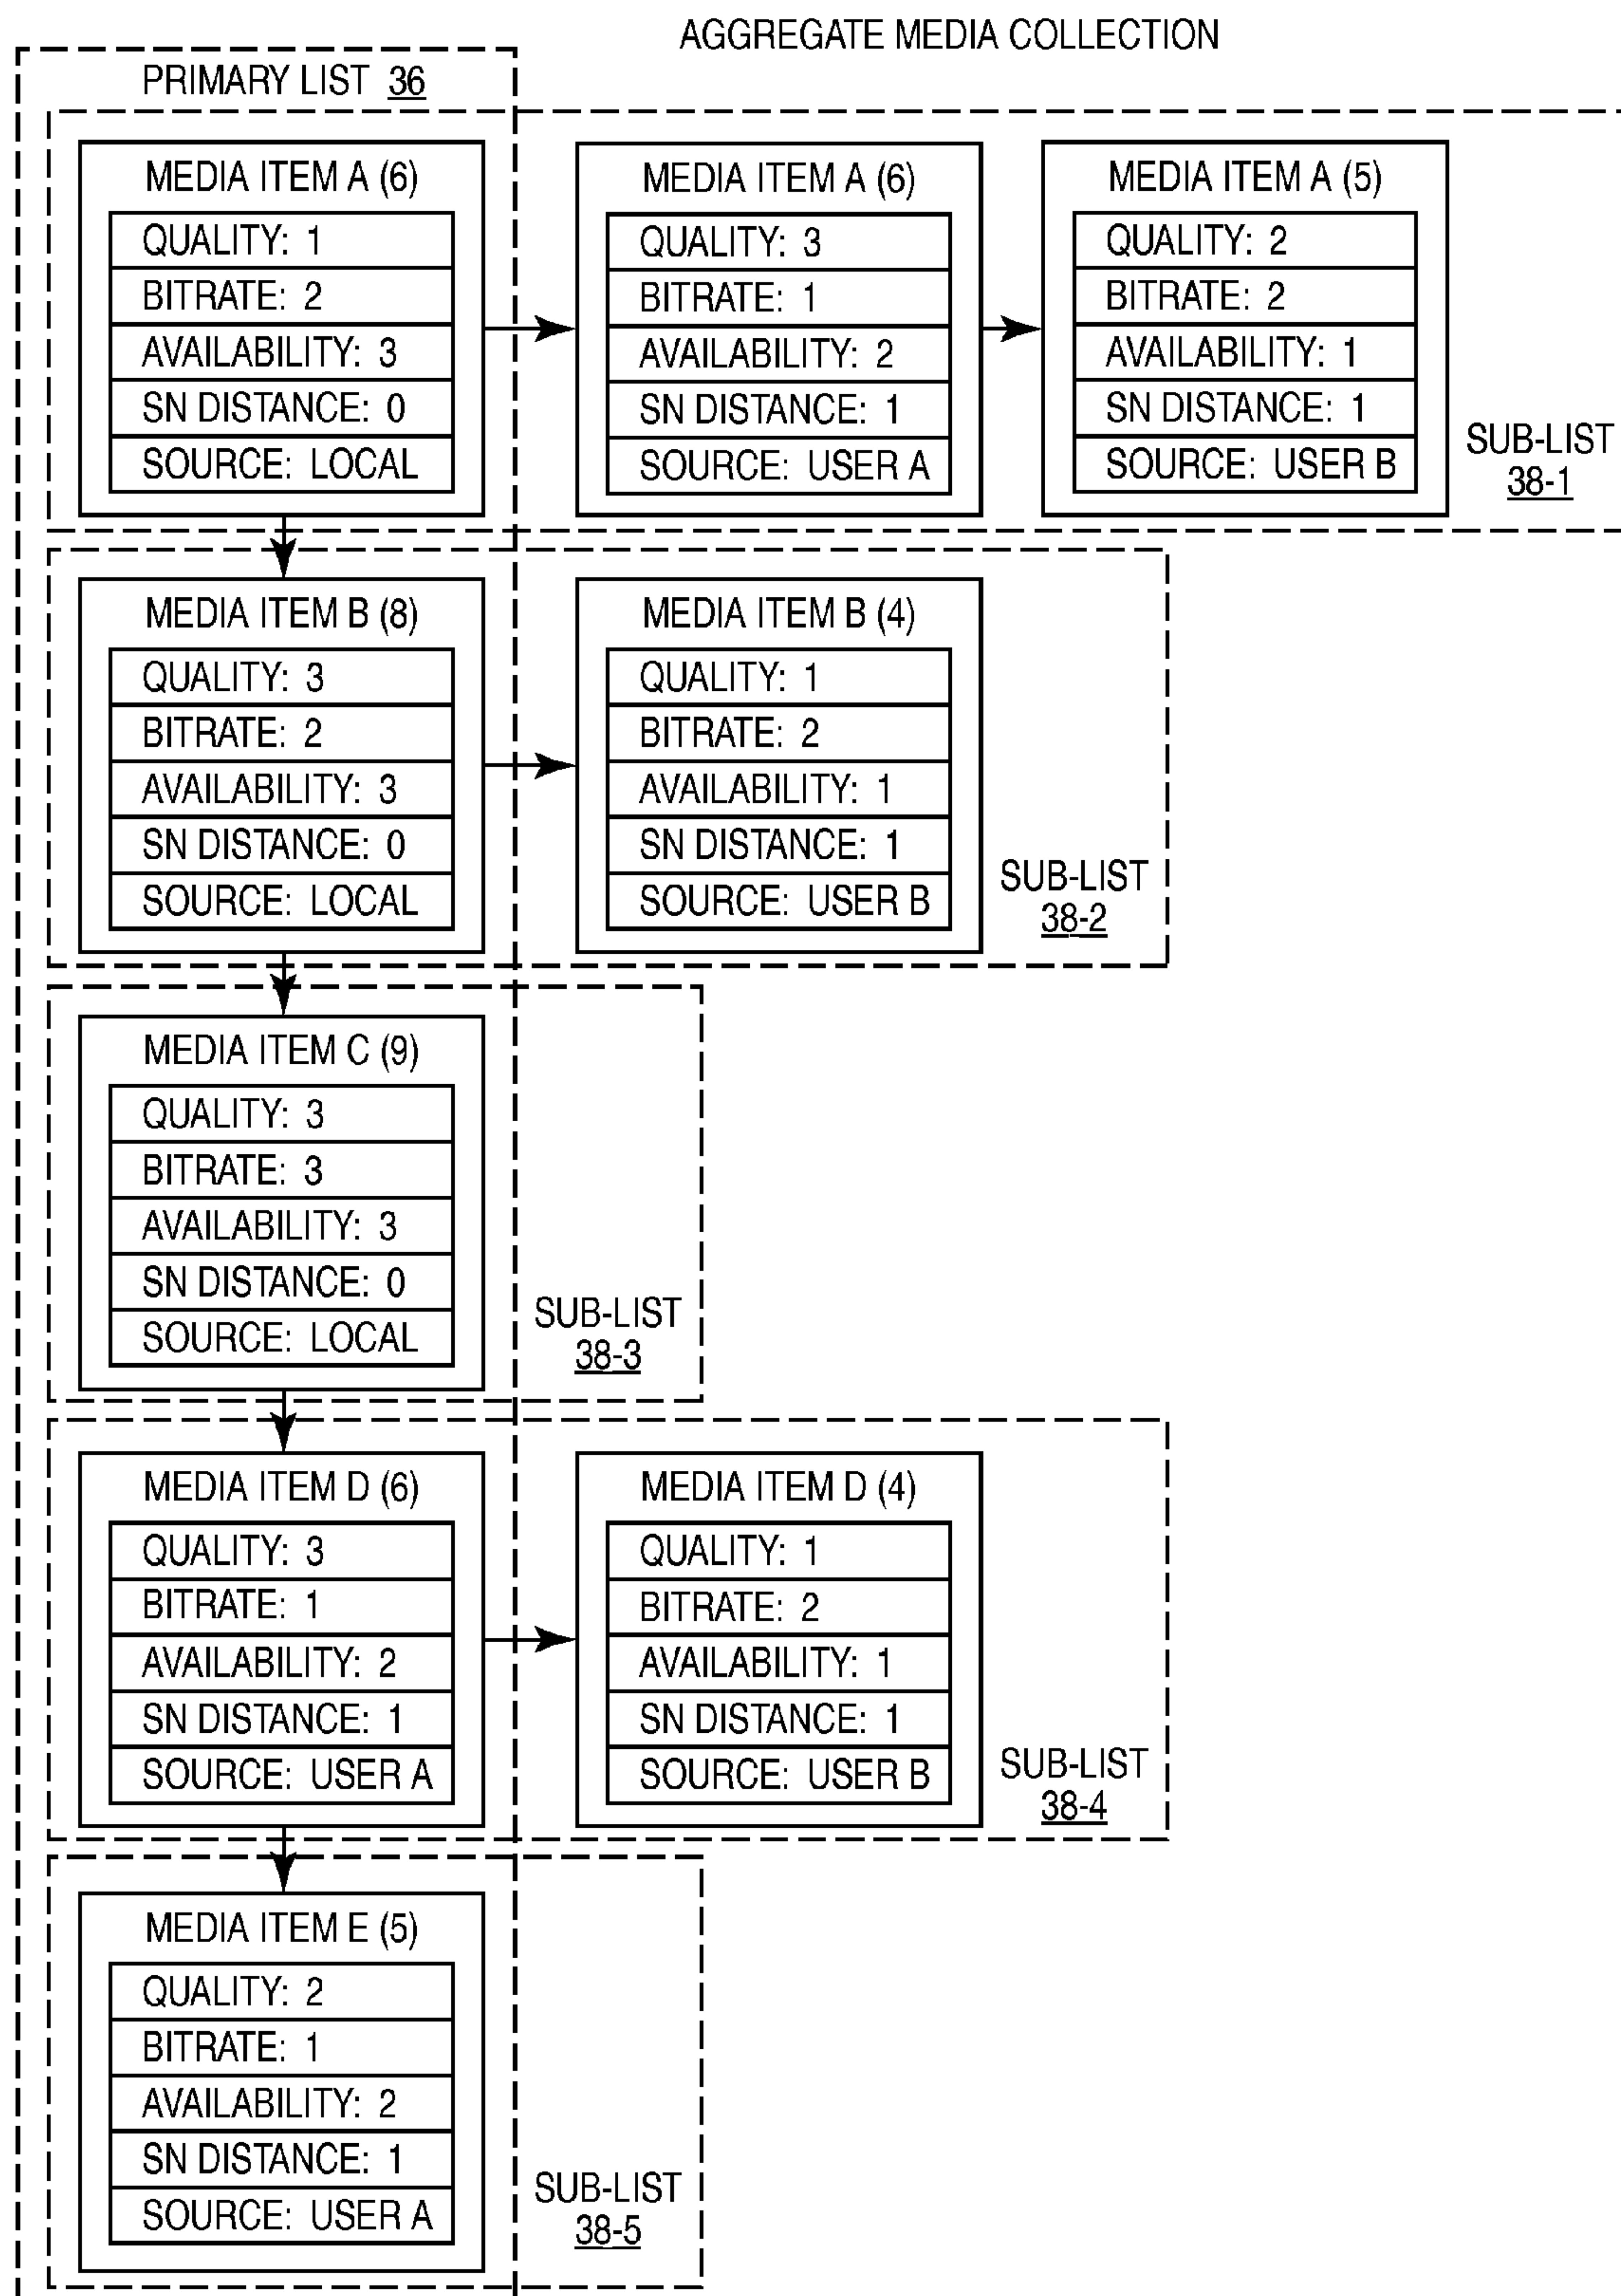 AGGREGATE MEDIA COLLECTION
PRIMARY LIST 36
MEDIA ITEM A (6)
QUALITY: 1
BITRATE: 2
AVAILABILITY: 3
SN DISTANCE: 0
SOURCE: LOCAL
MEDIA ITEM A (6)
QUALITY: 3
BITRATE: 1
AVAILABILITY: 2
SN DISTANCE: 1
SOURCE: USER A
MEDIA ITEM A (5)
QUALITY: 2
BITRATE: 2
AVAILABILITY: 1
SN DISTANCE: 1
SOURCE: USER B
SUB-LIST
38-1
MEDIA ITEM B (8)
QUALITY: 3
BITRATE: 2
AVAILABILITY: 3
SN DISTANCE: 0
SOURCE: LOCAL
MEDIA ITEM B (4)
QUALITY: 1
BITRATE: 2
AVAILABILITY: 1
SN DISTANCE: 1
SOURCE: USER B
SUB-LIST
38-2
MEDIA ITEM C (9)
QUALITY: 3
BITRATE: 3
AVAILABILITY: 3
SN DISTANCE: 0
SOURCE: LOCAL
SUB-LIST
38-3
MEDIA ITEM D (6)
QUALITY: 3
BITRATE: 1
AVAILABILITY: 2
SN DISTANCE: 1
SOURCE: USER A
MEDIA ITEM D (4)
QUALITY: 1
BITRATE: 2
AVAILABILITY: 1
SN DISTANCE: 1
SOURCE: USER B
SUB-LIST
38-4
MEDIA ITEM E (5)
QUALITY: 2
BITRATE: 1
AVAILABILITY: 2
SN DISTANCE: 1
SOURCE: USER A
SUB-LIST
38-5